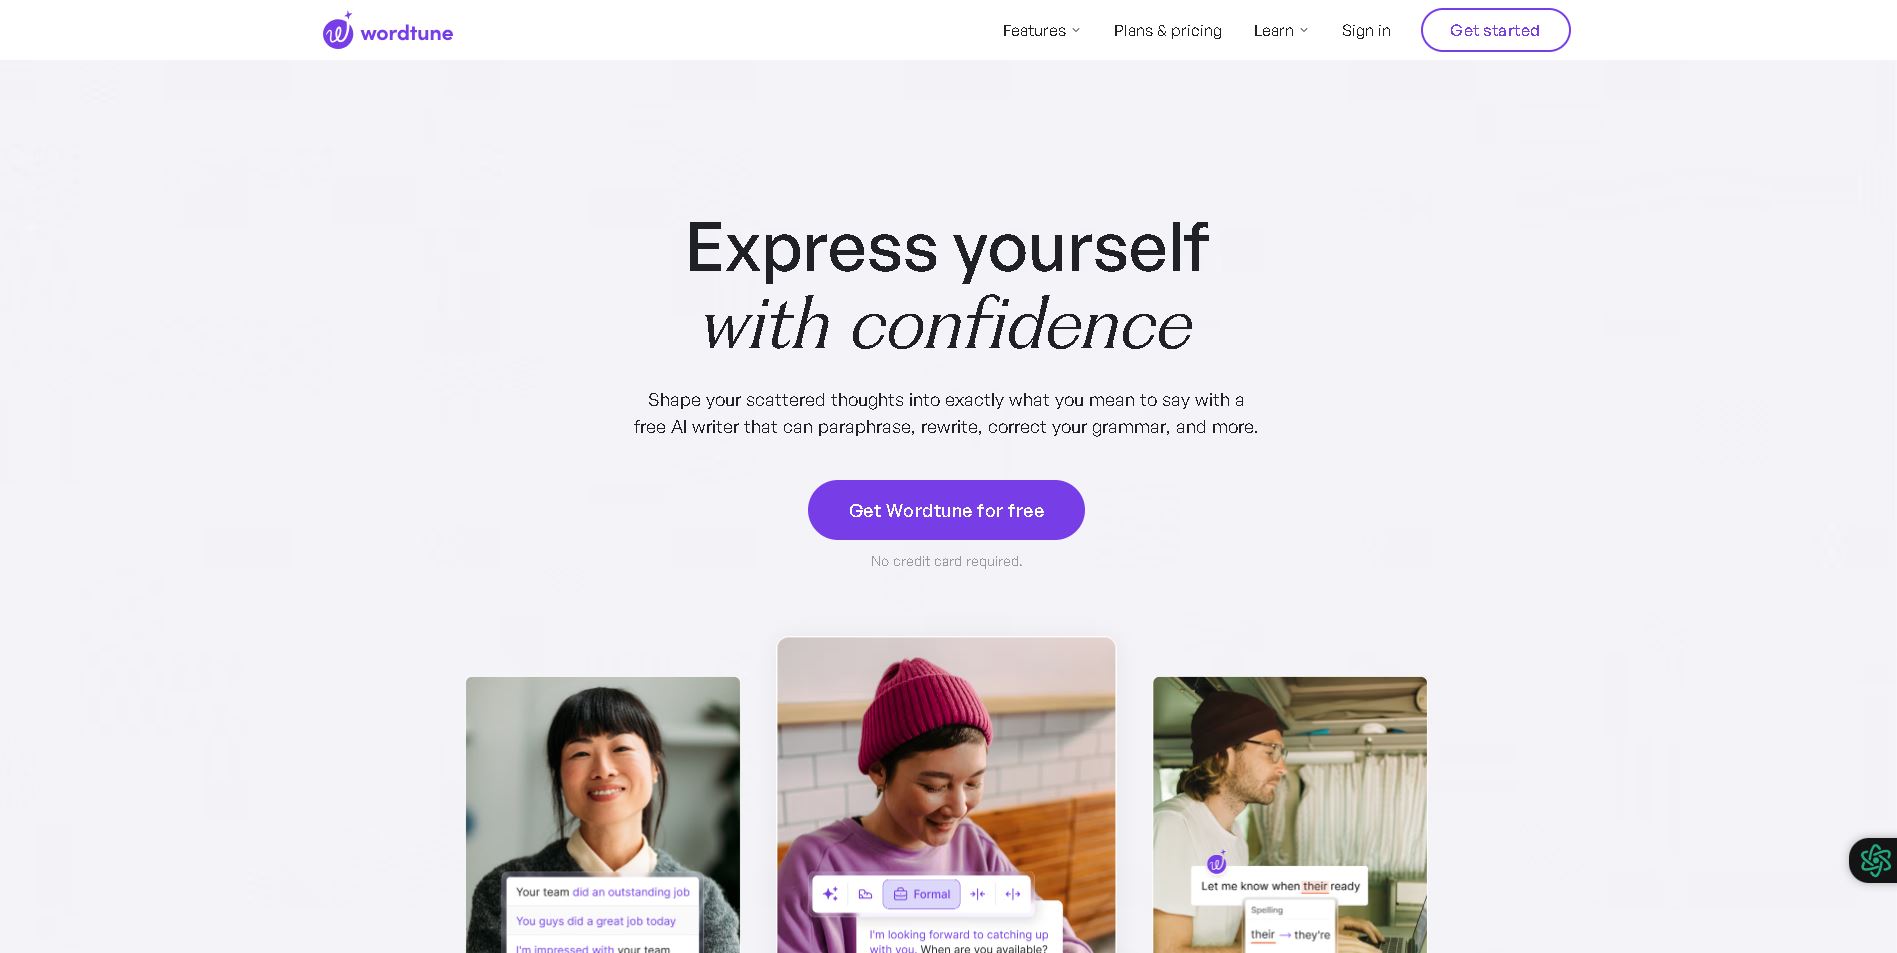 wordtune
Features
Plans & pricing
Learn
Sign in
Get started
Express yourself
with confidence
Shape your scattered thoughts into exactly what you mean to say with a
free AI writer that can paraphrase, rewrite, correct your grammar, and more.
Get Wordtune for free
No credit card required.
Your team did an outstanding job
You guys did a great job today
I'm impressed with your team
Formal
I'm looking forward to catching up
with you. When are you available?
Let me know when their ready
Spelling
their → they're